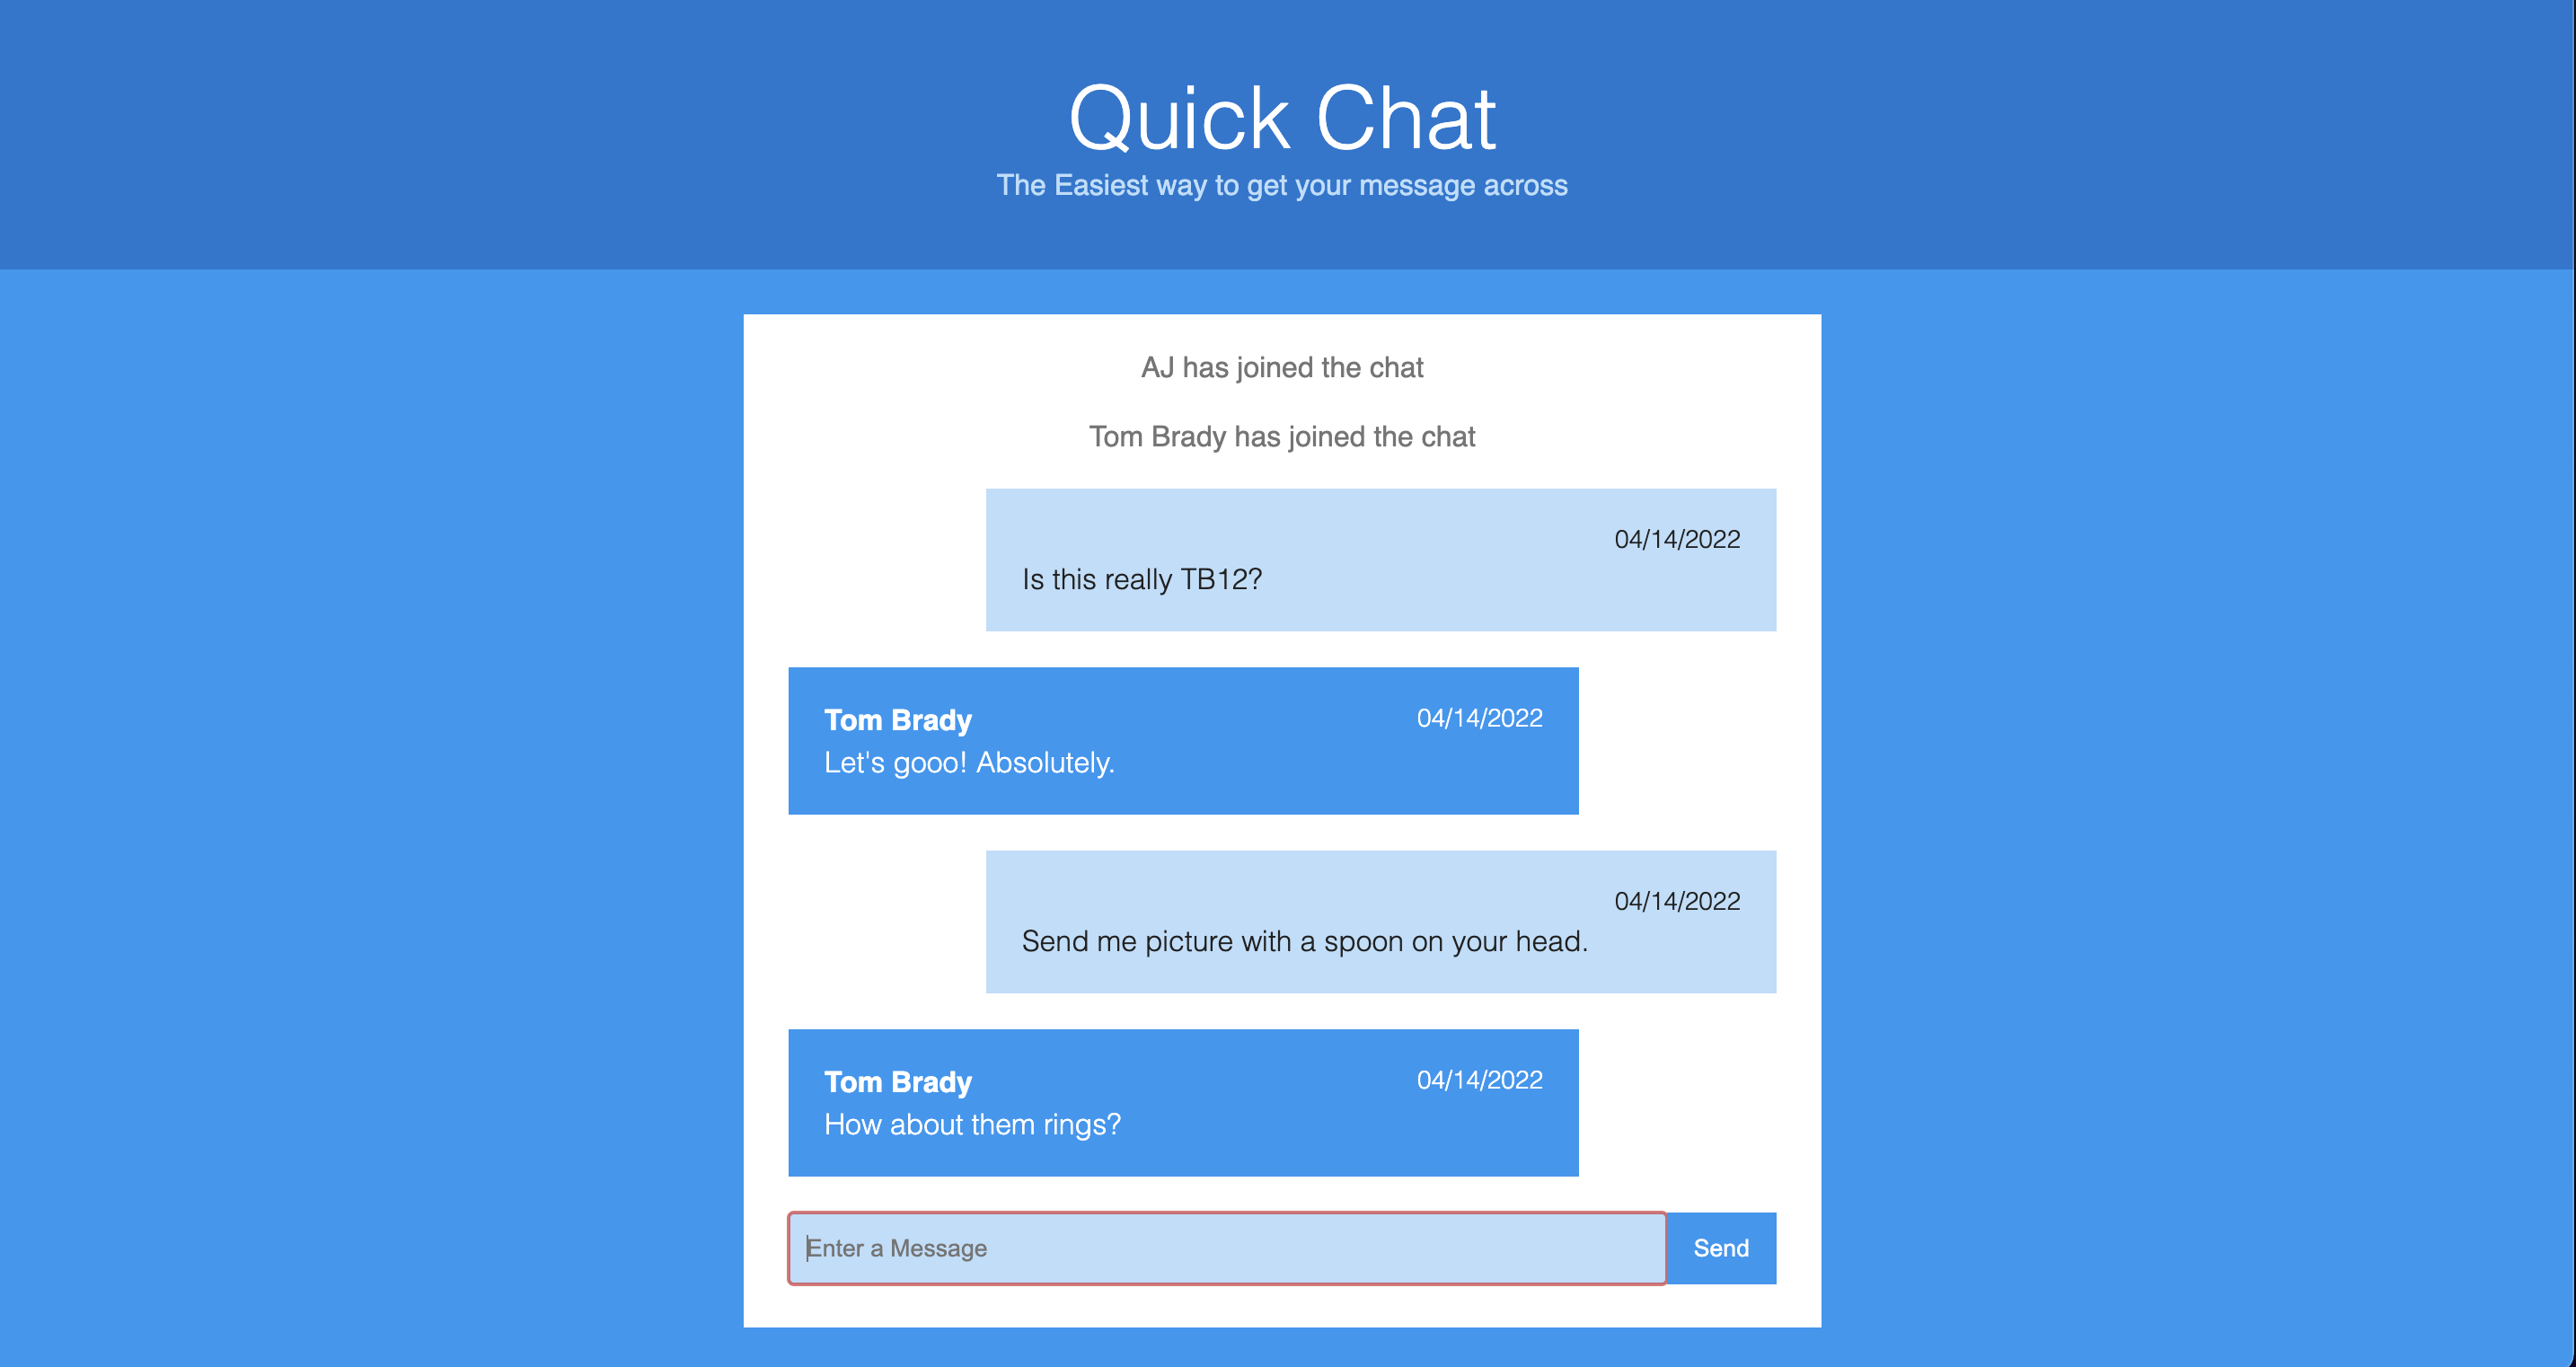 Quick Chat
The Easiest way to get your message across
AJ has joined the chat
Tom Brady has joined the chat
04/14/2022
Is this really TB12?
Tom Brady 04/14/2022
Let's gooo! Absolutely.
04/14/2022
Send me picture with a spoon on your head.
Tom Brady 04/14/2022
How about them rings?
Enter a Message Send